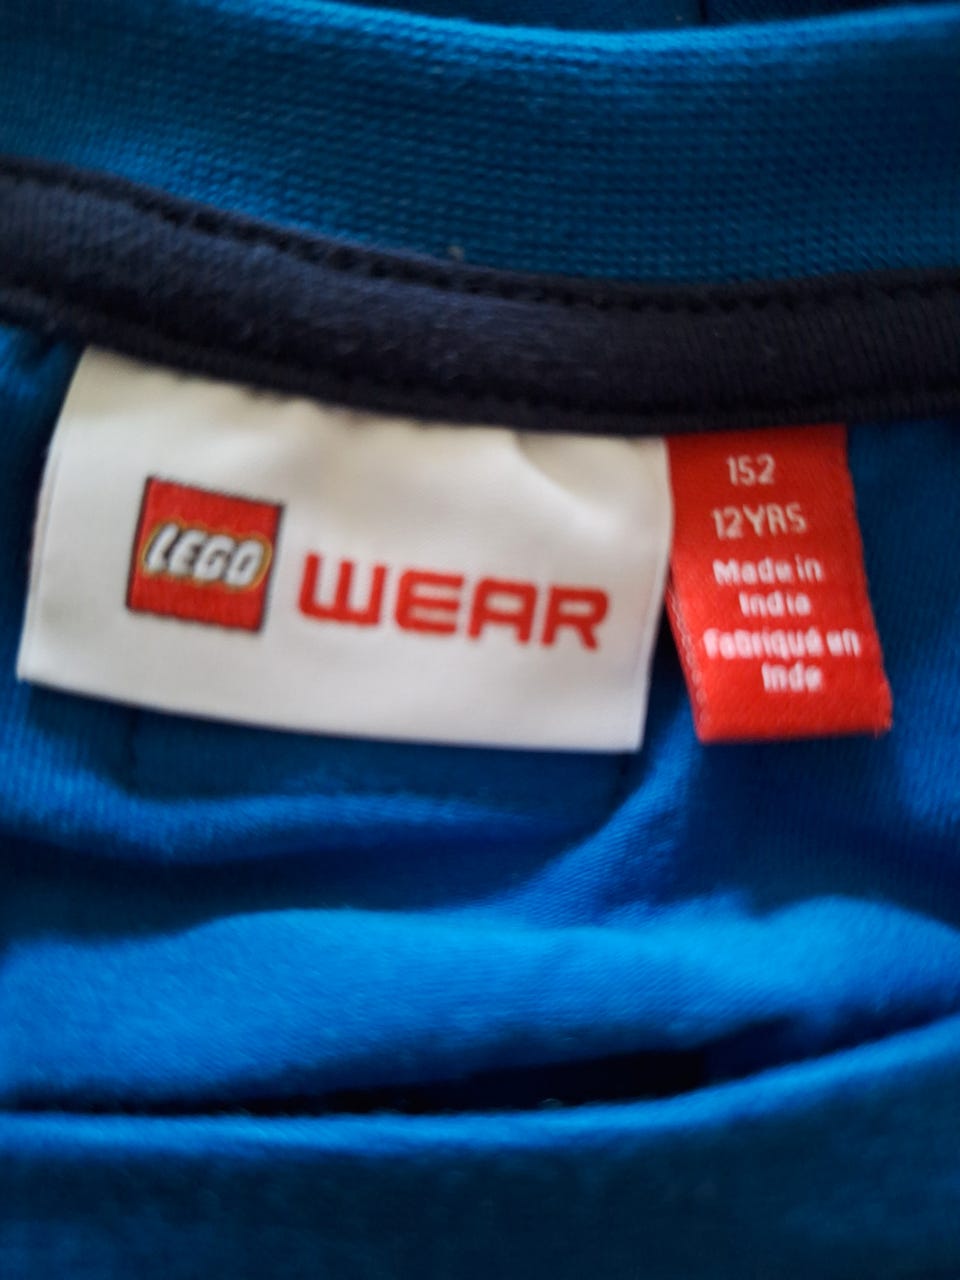 LEGO WEAR
152
12YRS
Made in
India
Fabriqué en
Inde